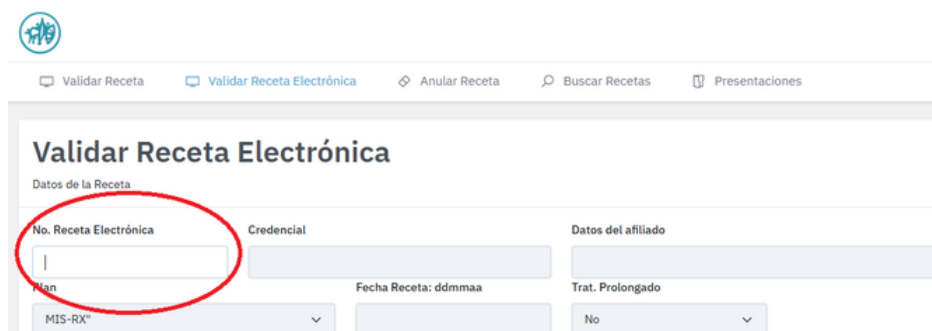 Validar Receta Validar Receta Electrónica Anular Receta Buscar Recetas Presentaciones
Validar Receta Electrónica
Datos de la Receta
No. Receta Electrónica Credencial Datos del afiliado
Plan Fecha Receta: ddmmaa Trat. Prolongado
MIS-RX" No